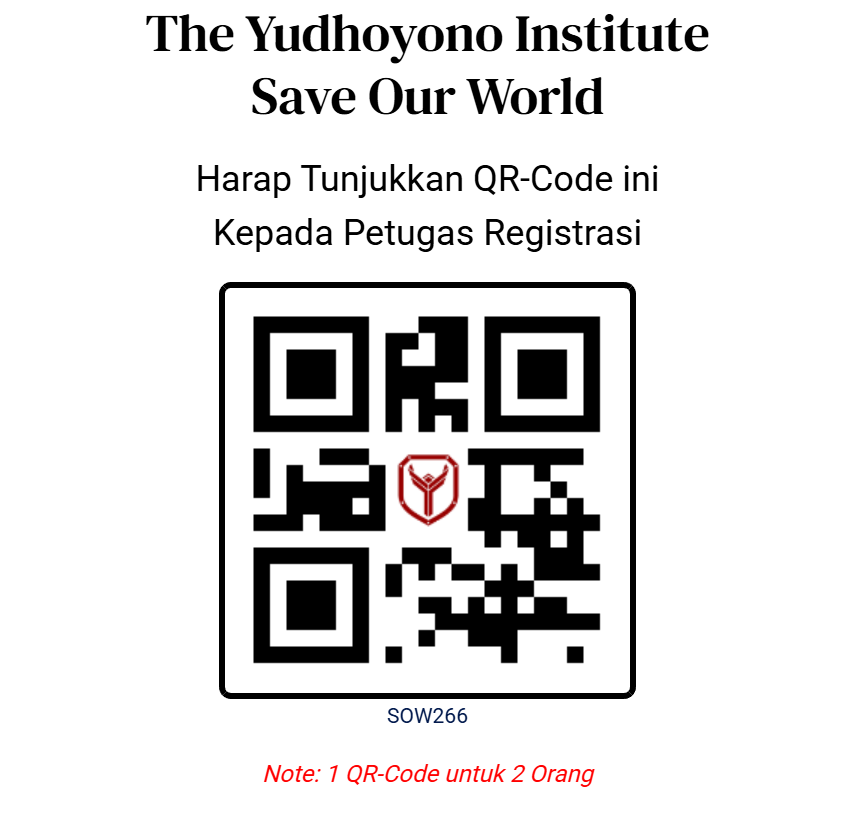 The Yudhoyono Institute
Save Our World
Harap Tunjukkan QR-Code ini
Kepada Petugas Registrasi
SOW266
Note: 1 QR-Code untuk 2 Orang